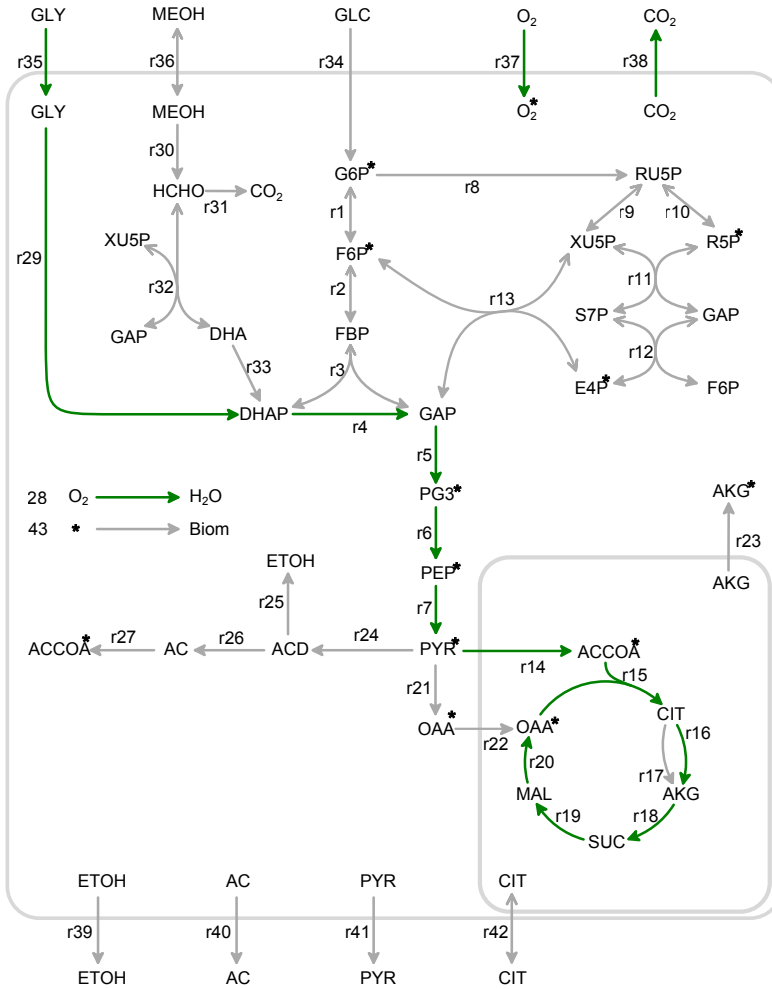 GLY MEOH GLC O₂ CO₂
r35 r36 r34 r37 r38
GLY MEOH O₂* CO₂
r30
G6P* r8 RU5P
HCHO CO₂
r31
r1 r9 r10
XU5P F6P* XU5P R5P*
r29 r32 r2 r13 r11
GAP DHA FBP S7P GAP
r33 r3 r12
E4P* F6P
DHAP r4 GAP
r5
28 O₂ H₂O PG3* AKG*
43 * Biom r6 r23
ETOH PEP* AKG
r25 r7
ACCOA* r27 AC r26 ACD r24 PYR* r14 ACCOA*
r15
r21
OAA* r22 OAA* CIT
r16
r20 r17
MAL AKG
r19 r18
SUC
ETOH AC PYR CIT
r39 r40 r41 r42
ETOH AC PYR CIT